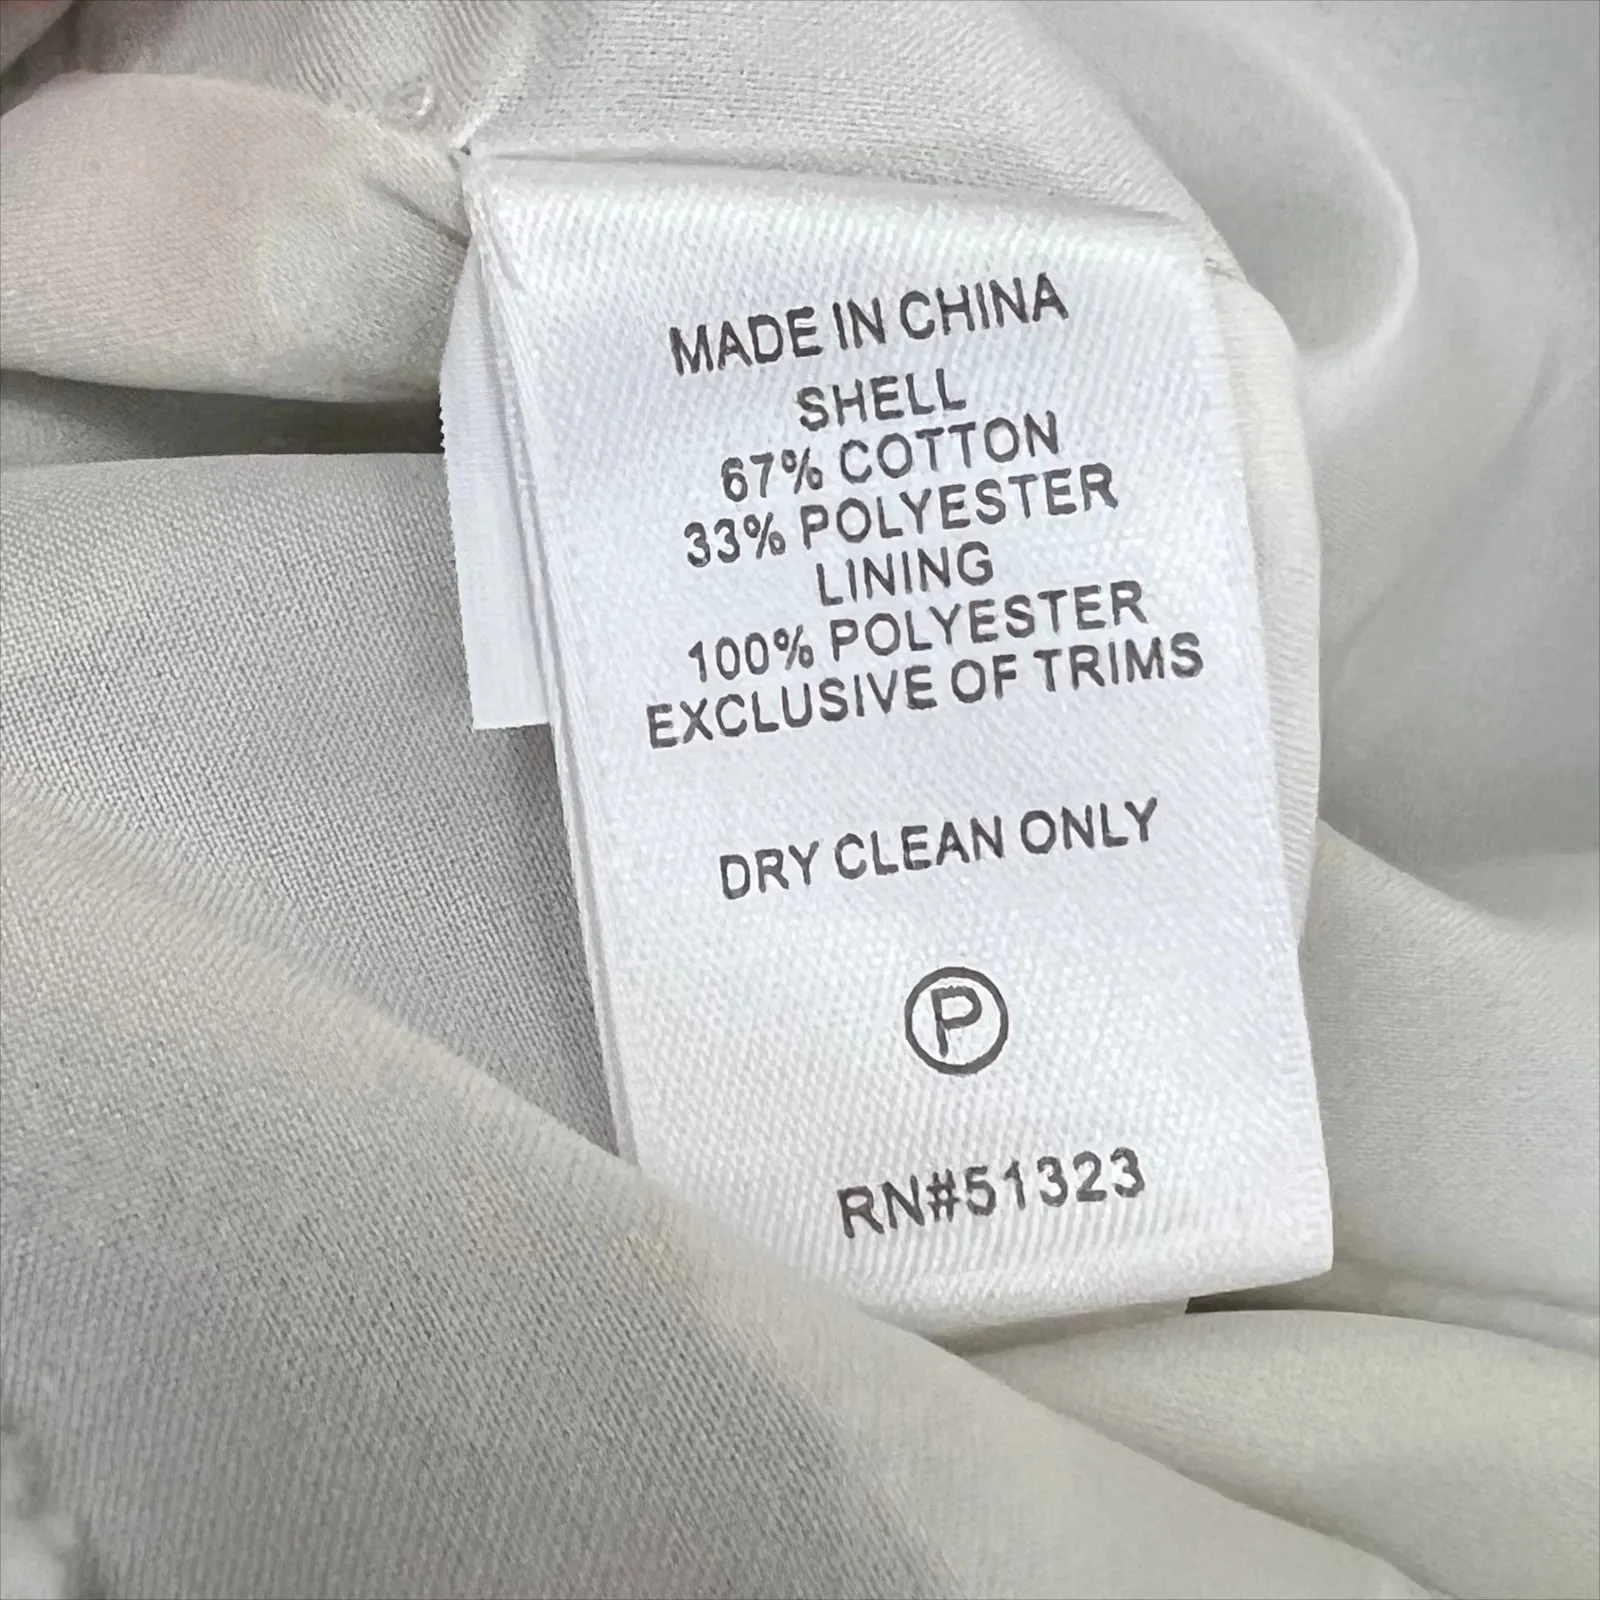 MADE IN CHINA
SHELL
67% COTTON
33% POLYESTER
LINING
100% POLYESTER
EXCLUSIVE OF TRIMS
DRY CLEAN ONLY
P
RN#51323